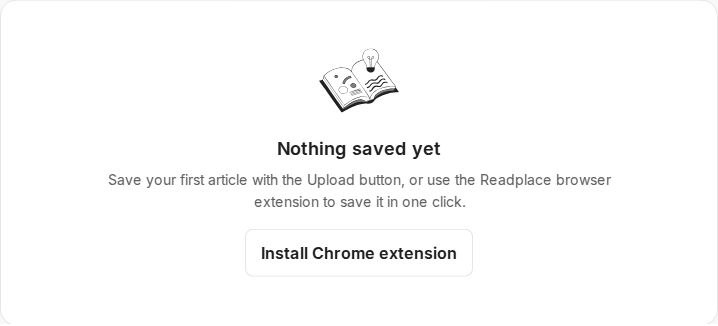 Nothing saved yet
Save your first article with the Upload button, or use the Readplace browser
extension to save it in one click.
Install Chrome extension